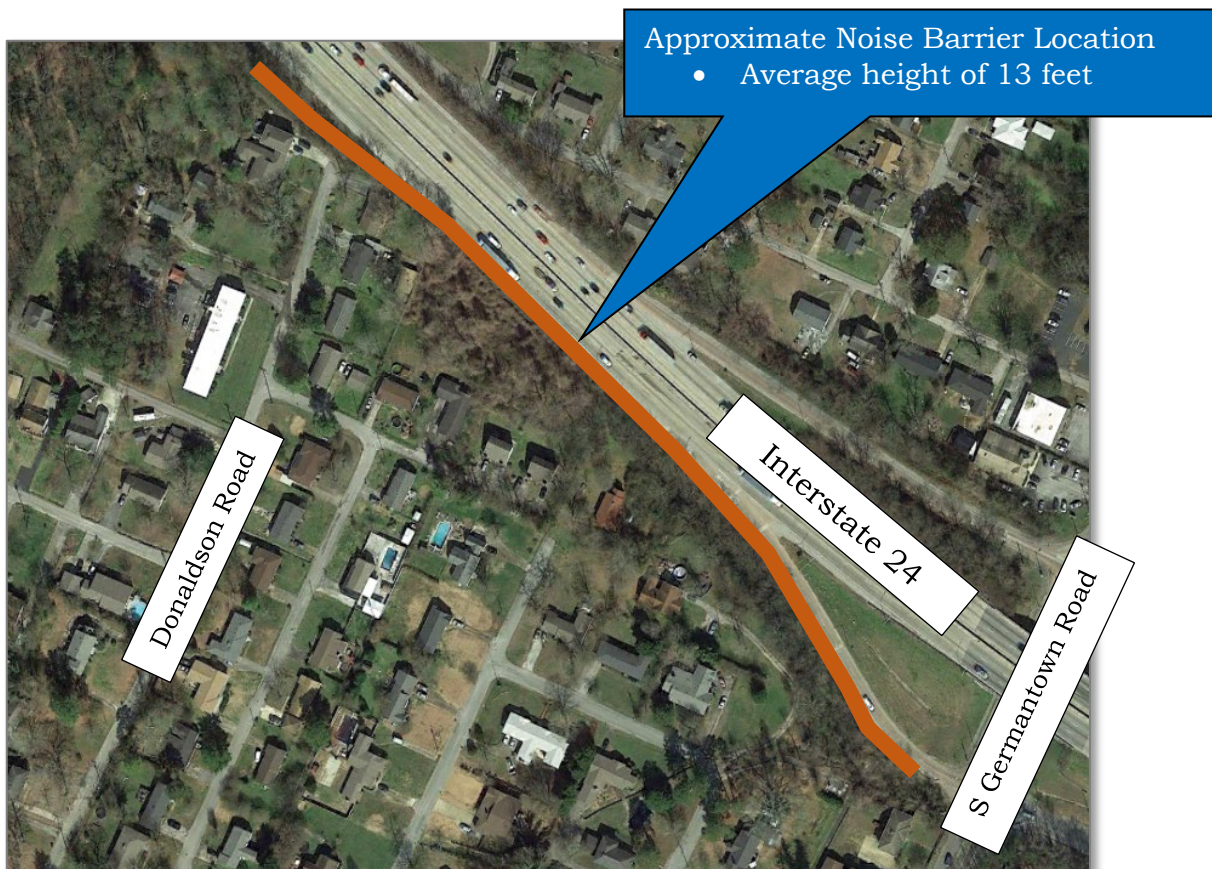 Approximate Noise Barrier Location
• Average height of 13 feet
Interstate 24
Donaldson Road
S Germantown Road